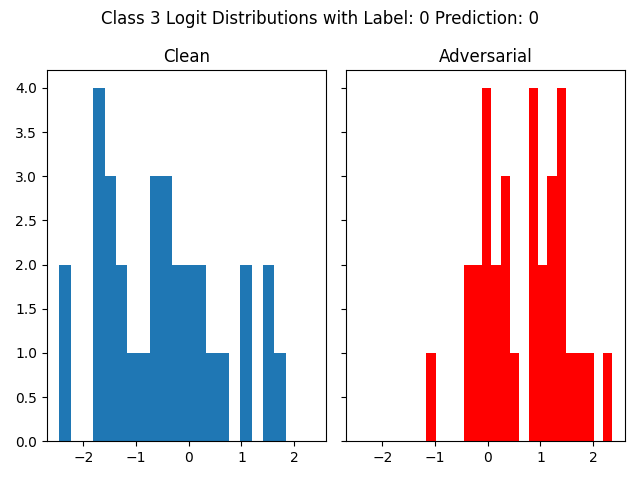 Class 3 Logit Distributions with Label: 0 Prediction: 0
Clean
Adversarial
4.0
3.5
3.0
2.5
2.0
1.5
1.0
0.5
0.0
−2 −1 0 1 2
−2 −1 0 1 2